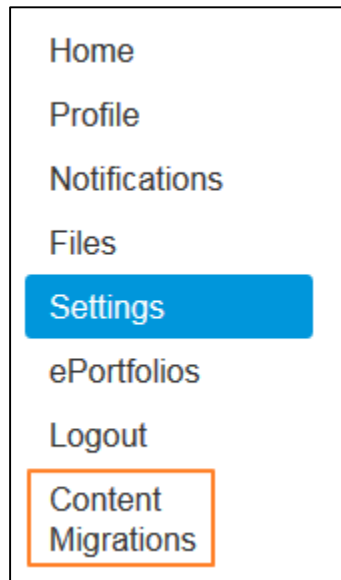 Home
Profile
Notifications
Files
Settings
ePortfolios
Logout
Content
Migrations